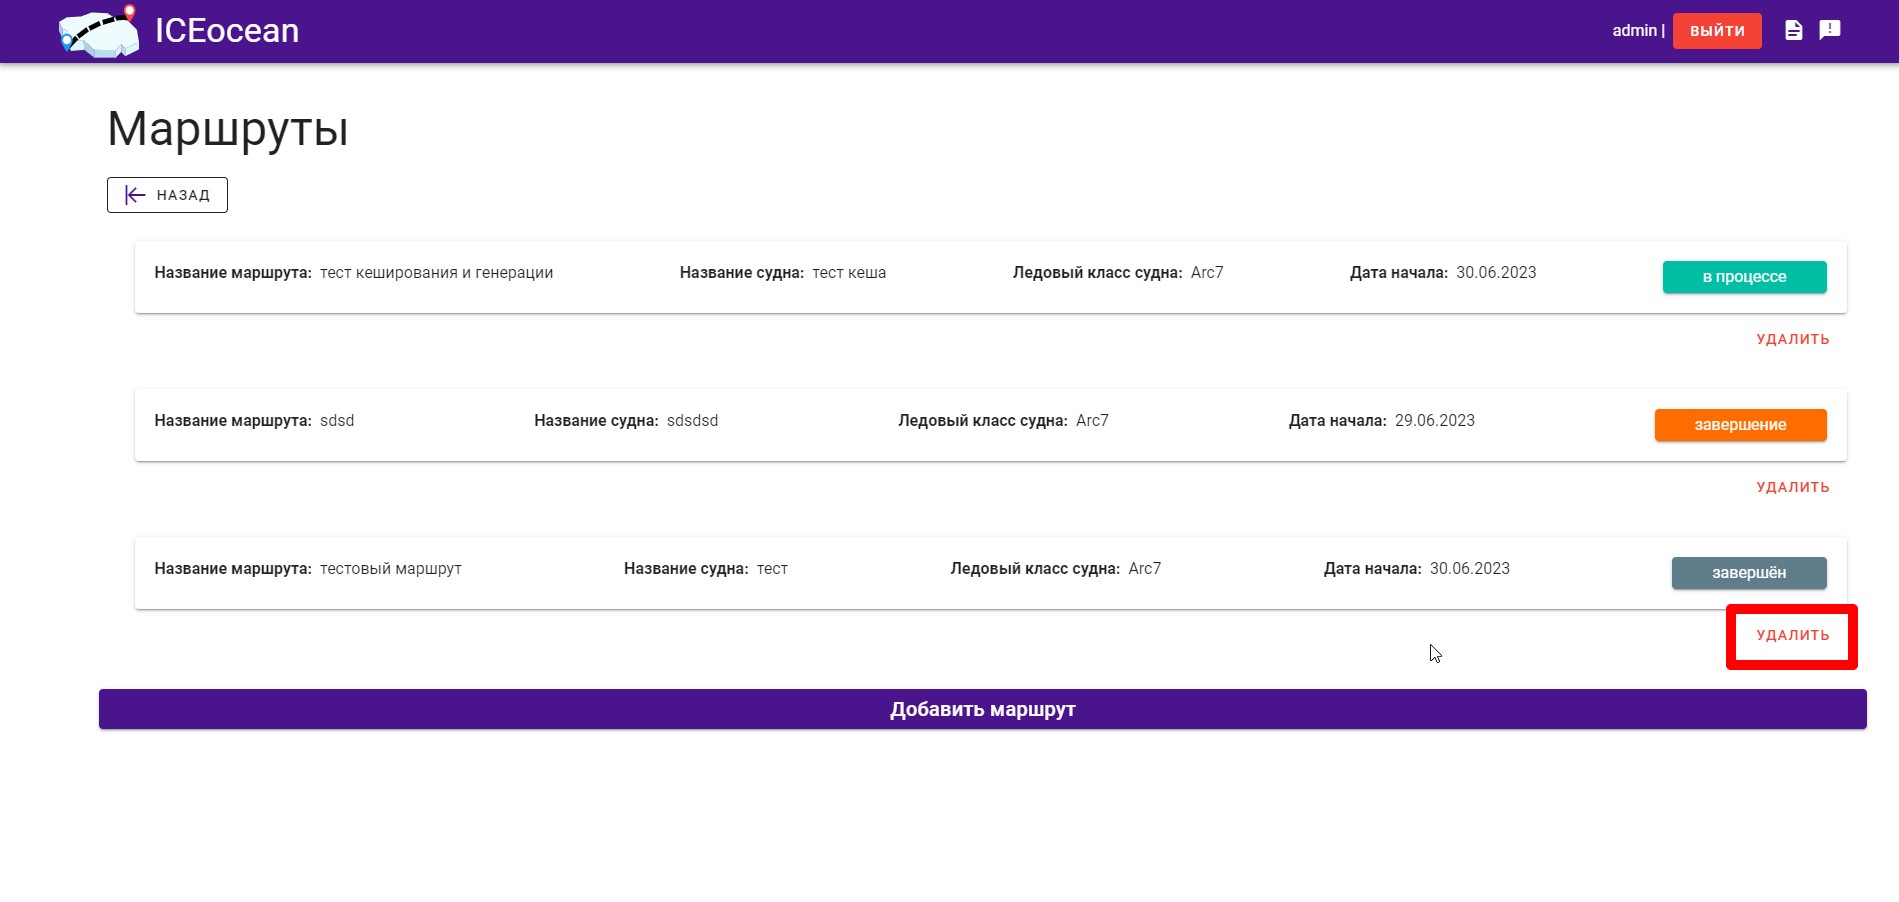 ICEocean
admin | ВЫЙТИ
Маршруты
НАЗАД
Название маршрута: тест кеширования и генерации Название судна: тест кеша Ледовый класс судна: Arc7 Дата начала: 30.06.2023 в процессе
УДАЛИТЬ
Название маршрута: sdsd Название судна: sdsdsd Ледовый класс судна: Arc7 Дата начала: 29.06.2023 завершение
УДАЛИТЬ
Название маршрута: тестовый маршрут Название судна: тест Ледовый класс судна: Arc7 Дата начала: 30.06.2023 завершён
УДАЛИТЬ
Добавить маршрут